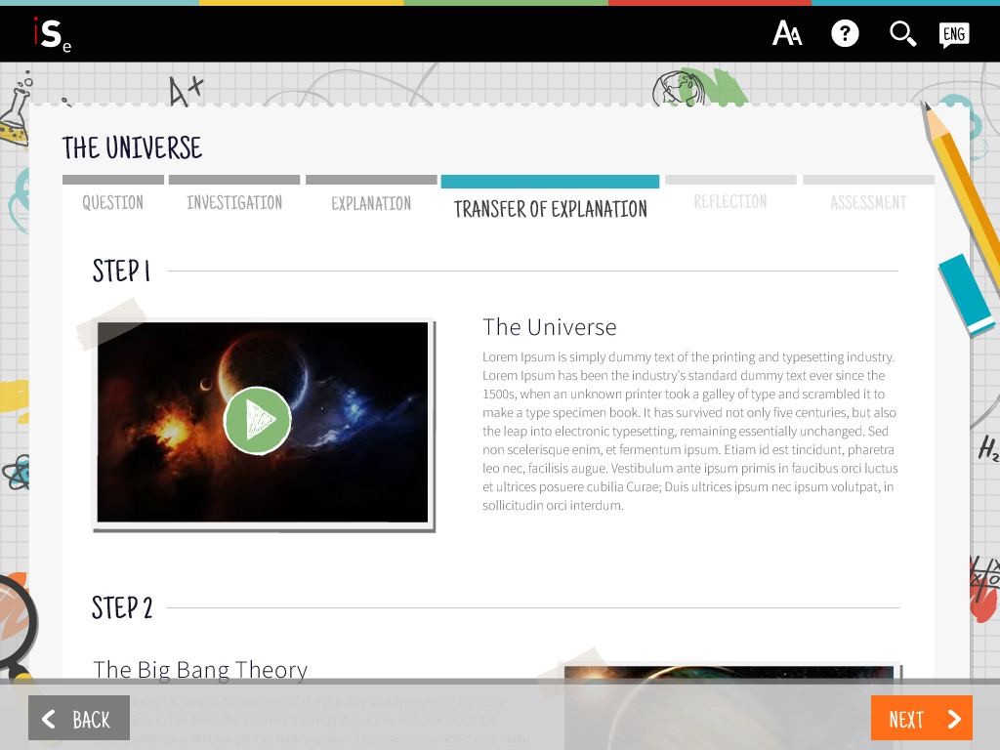 iSe
AA ? ENG
A+
THE UNIVERSE
QUESTION INVESTIGATION EXPLANATION TRANSFER OF EXPLANATION REFLECTION ASSESSMENT
STEP 1
The Universe
Lorem Ipsum is simply dummy text of the printing and typesetting industry.
Lorem Ipsum has been the industry's standard dummy text ever since the
1500s, when an unknown printer took a galley of type and scrambled it to
make a type specimen book. It has survived not only five centuries, but also
the leap into electronic typesetting, remaining essentially unchanged. Sed
non scelerisque enim, et fermentum ipsum. Etiam id est tincidunt, pharetra
leo nec, facilisis augue. Vestibulum ante ipsum primis in faucibus orci luctus
et ultrices posuere cubilia Curae; Duis ultrices ipsum nec ipsum volutpat, in
sollicitudin orci interdum.
H₂
STEP 2
The Big Bang Theory
Ipsum is simply dummy text of the printing and typesetting industry.
Ipsum has been the industry's standard dummy text ever since the
when an unknown printer took a galley of type and scrambled it to make
BACK
NEXT